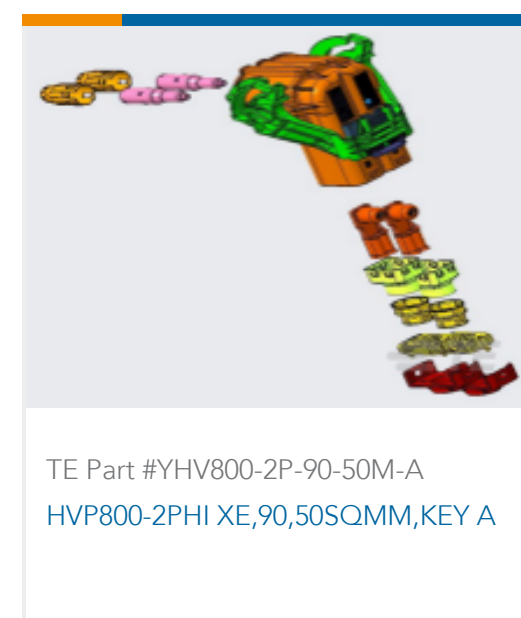 TE Part #YHV800-2P-90-50M-A
HVP800-2PHI XE,90,50SQMM,KEY A